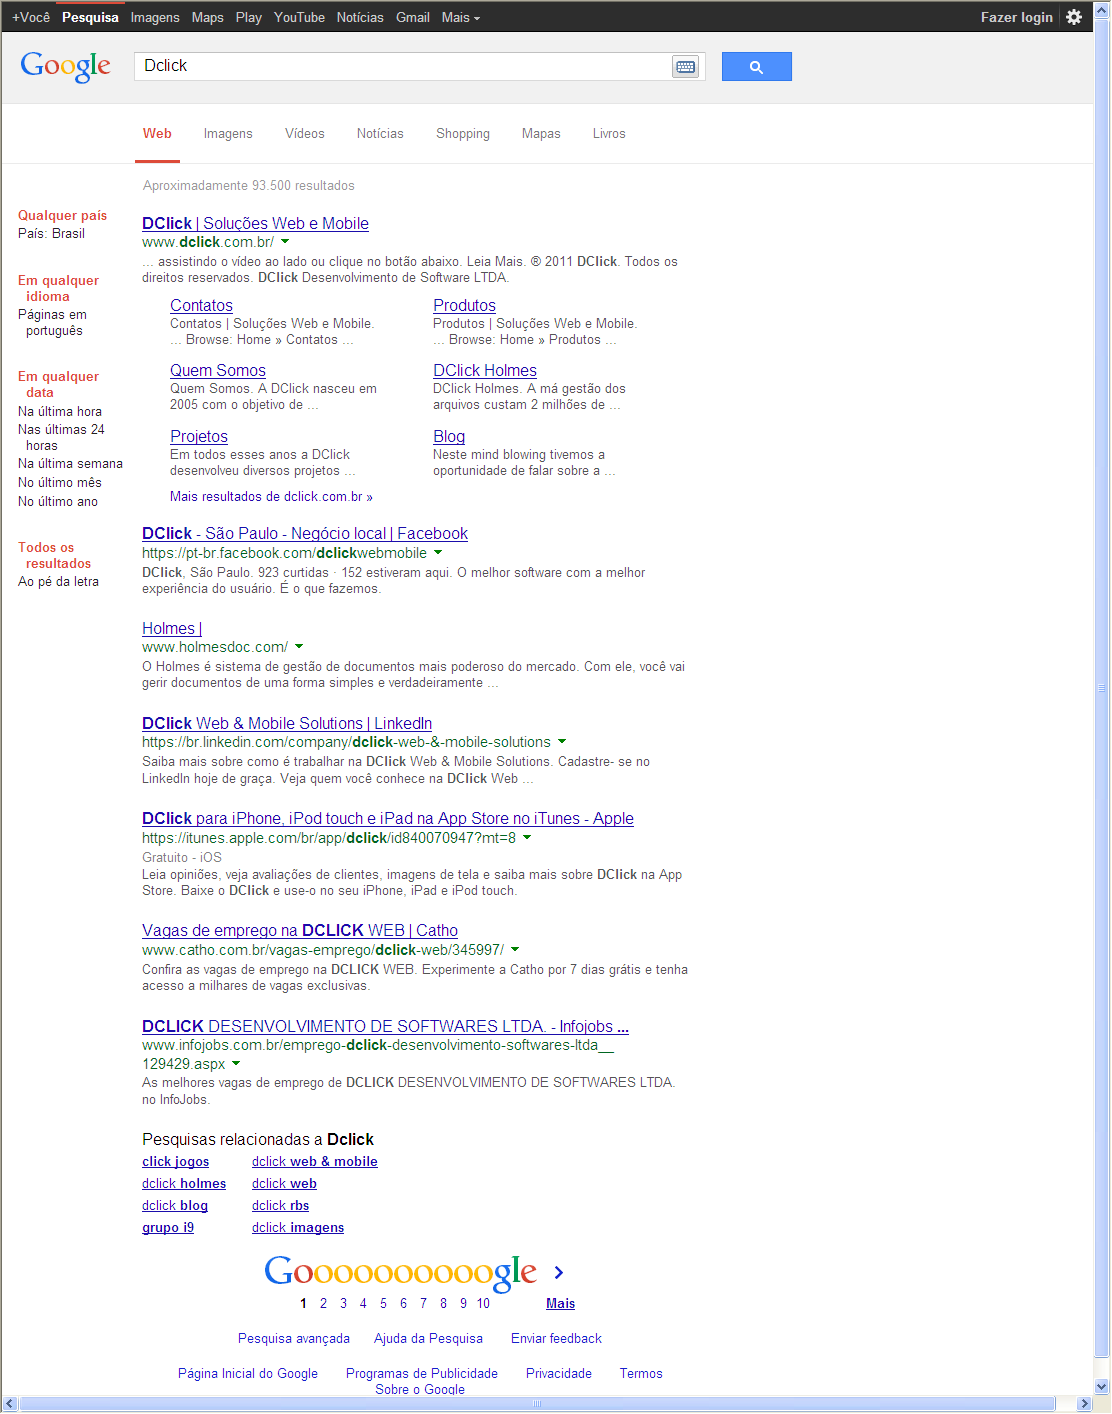 +Você Pesquisa Imagens Maps Play YouTube Notícias Gmail Mais Fazer login
Google Dclick
Web Imagens Vídeos Notícias Shopping Mapas Livros
Aproximadamente 93.500 resultados
Qualquer país
País: Brasil
Em qualquer
idioma
Páginas em
português
Em qualquer
data
Na última hora
Nas últimas 24
horas
Na última semana
No último mês
No último ano
Todos os
resultados
Ao pé da letra
DClick | Soluções Web e Mobile
www.dclick.com.br/
... assistindo o vídeo ao lado ou clique no botão abaixo. Leia Mais. ® 2011 DClick. Todos os
direitos reservados. DClick Desenvolvimento de Software LTDA.
Contatos
Contatos | Soluções Web e Mobile.
... Browse: Home » Contatos ...
Produtos
Produtos | Soluções Web e Mobile.
... Browse: Home » Produtos ...
Quem Somos
Quem Somos. A DClick nasceu em
2005 com o objetivo de ...
DClick Holmes
DClick Holmes. A má gestão dos
arquivos custam 2 milhões de ...
Projetos
Em todos esses anos a DClick
desenvolveu diversos projetos ...
Blog
Neste mind blowing tivemos a
oportunidade de falar sobre a ...
Mais resultados de dclick.com.br »
DClick - São Paulo - Negócio local | Facebook
https://pt-br.facebook.com/dclickwebmobile
DClick, São Paulo. 923 curtidas · 152 estiveram aqui. O melhor software com a melhor
experiência do usuário. É o que fazemos.
Holmes |
www.holmesdoc.com/
O Holmes é sistema de gestão de documentos mais poderoso do mercado. Com ele, você vai
gerir documentos de uma forma simples e verdadeiramente ...
DClick Web & Mobile Solutions | LinkedIn
https://br.linkedin.com/company/dclick-web-&-mobile-solutions
Saiba mais sobre como é trabalhar na DClick Web & Mobile Solutions. Cadastre- se no
LinkedIn hoje de graça. Veja quem você conhece na DClick Web ...
DClick para iPhone, iPod touch e iPad na App Store no iTunes - Apple
https://itunes.apple.com/br/app/dclick/id840070947?mt=8
Gratuito - iOS
Leia opiniões, veja avaliações de clientes, imagens de tela e saiba mais sobre DClick na App
Store. Baixe o DClick e use-o no seu iPhone, iPad e iPod touch.
Vagas de emprego na DCLICK WEB | Catho
www.catho.com.br/vagas-emprego/dclick-web/345997/
Confira as vagas de emprego na DCLICK WEB. Experimente a Catho por 7 dias grátis e tenha
acesso a milhares de vagas exclusivas.
DCLICK DESENVOLVIMENTO DE SOFTWARES LTDA. - Infojobs ...
www.infojobs.com.br/emprego-dclick-desenvolvimento-softwares-ltda__
129429.aspx
As melhores vagas de emprego de DCLICK DESENVOLVIMENTO DE SOFTWARES LTDA.
no InfoJobs.
Pesquisas relacionadas a Dclick
click jogos dclick web & mobile
dclick holmes dclick web
dclick blog dclick rbs
grupo i9 dclick imagens
Goooooooooogle
1 2 3 4 5 6 7 8 9 10 Mais
Pesquisa avançada Ajuda da Pesquisa Enviar feedback
Página Inicial do Google Programas de Publicidade Privacidade Termos
Sobre o Google